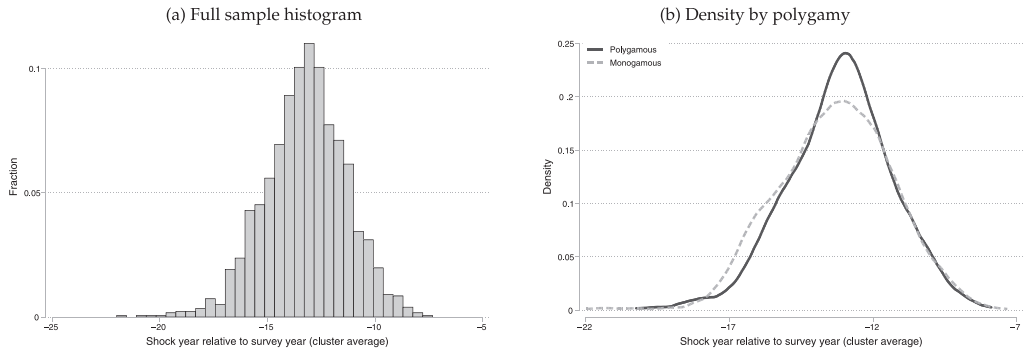 (a) Full sample histogram
0.1
0.05
0
Fraction
−25
−20
−15
−10
−5
Shock year relative to survey year (cluster average)
(b) Density by polygamy
Polygamous
Monogamous
0.25
0 .2
0.15
0.1
0.05
0
Density
−22
−17
−12
−7
Shock year relative to survey year (cluster average)